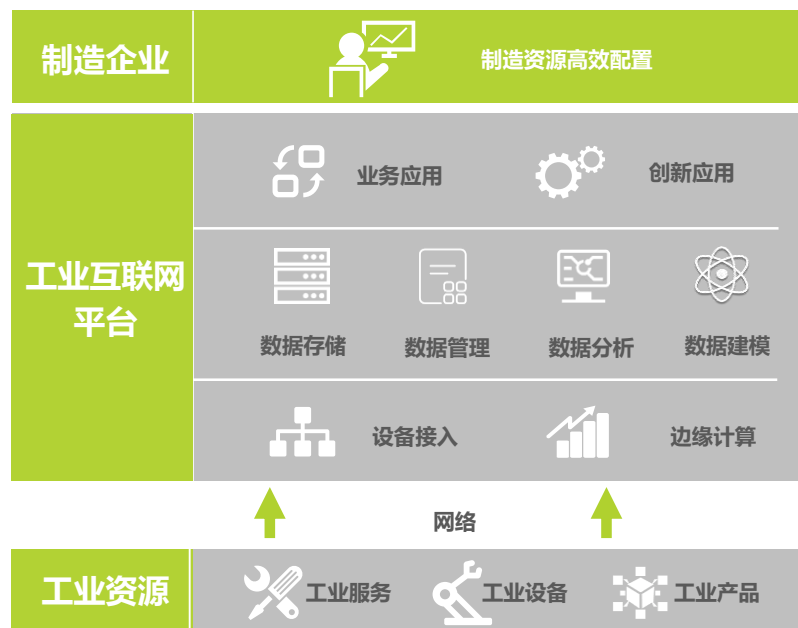 制造企业
制造资源高效配置
业务应用
创新应用
工业互联网
平台
数据存储
数据管理
数据分析
数据建模
设备接入
边缘计算
网络
工业资源
工业服务
工业设备
工业产品